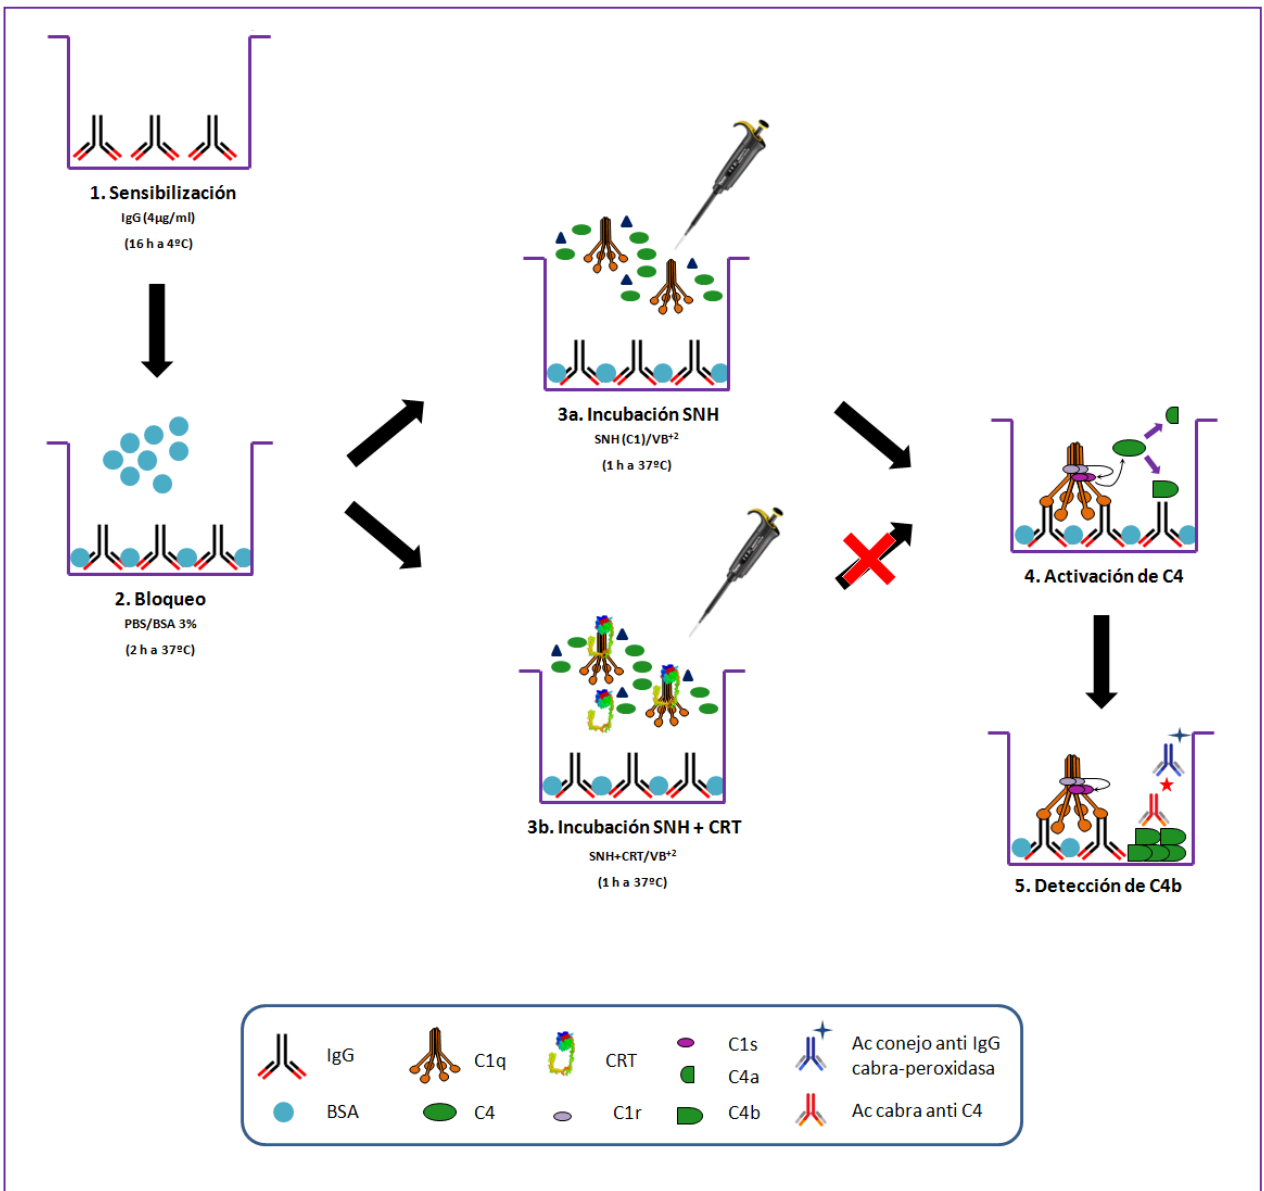 1. Sensibilización
IgG (4µg/ml)
(16 h a 4ºC)
2. Bloqueo
PBS/BSA 3%
(2 h a 37ºC)
3a. Incubación SNH
SNH (C1)/VB⁺²
(1 h a 37ºC)
3b. Incubación SNH + CRT
SNH+CRT/VB⁺²
(1 h a 37ºC)
4. Activación de C4
5. Detección de C4b
IgG
BSA
C1q
C4
CRT
C1r
C1s
C4a
C4b
Ac conejo anti IgG
cabra-peroxidasa
Ac cabra anti C4